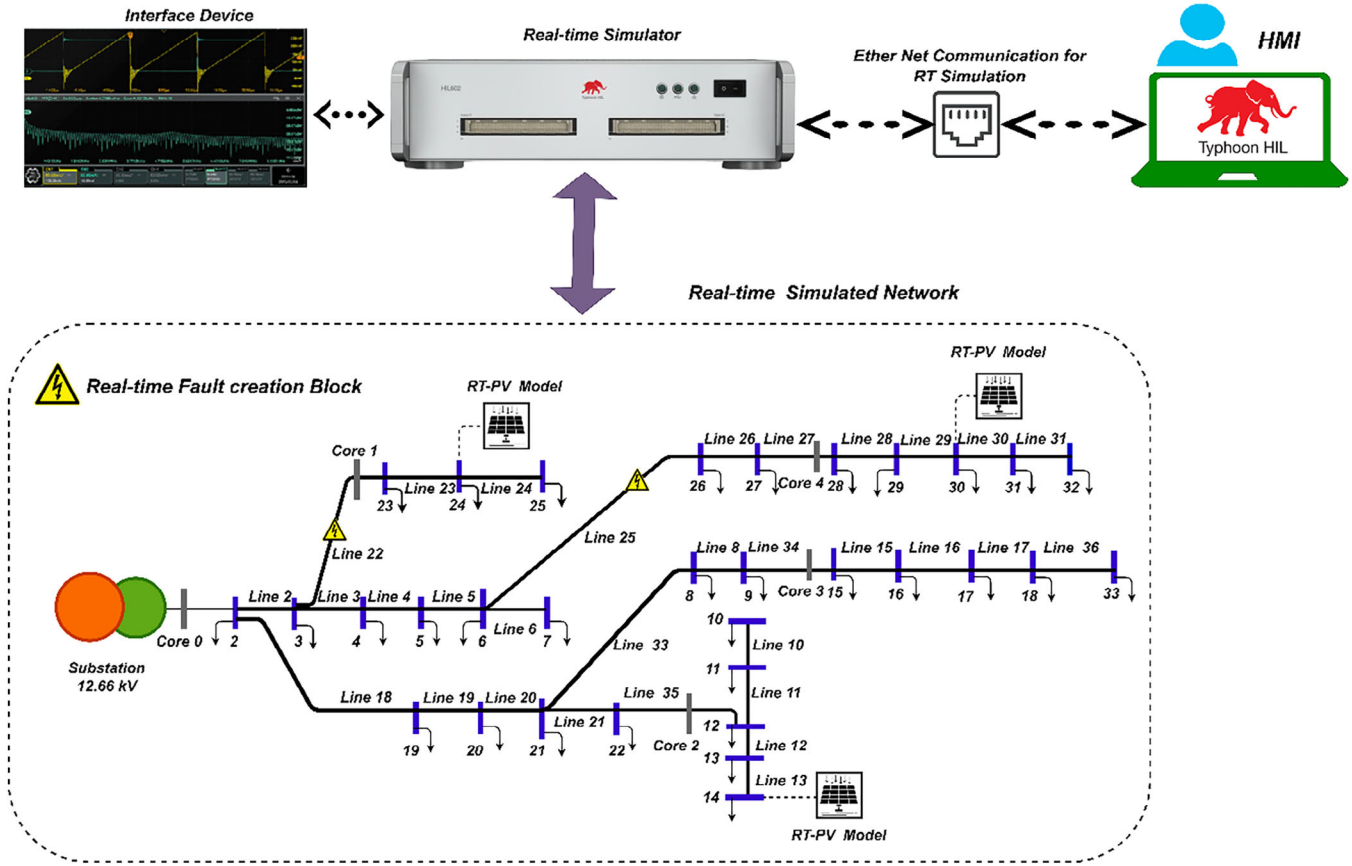 Interface Device
Real-time Simulator
Ether Net Communication for
RT Simulation
HMI
HIL602
Typhoon HIL
Typhoon HIL
Real-time Simulated Network
Real-time Fault creation Block
RT-PV Model
RT-PV Model
Core 1
Line 23
Line 24
23
24
25
Line 22
Line 26
Line 27
Line 28
Line 29
Line 30
Line 31
26
27
Core 4
28
29
30
31
32
Line 25
Line 8
Line 34
Line 15
Line 16
Line 17
Line 36
8
9
Core 3
15
16
17
18
33
Substation
12.66 kV
Core 0
Line 2
Line 3
Line 4
Line 5
Line 6
2
3
4
5
6
7
Line 33
Line 18
Line 19
Line 20
Line 21
Line 35
19
20
21
22
Core 2
10
Line 10
11
Line 11
12
Line 12
13
Line 13
14
RT-PV Model